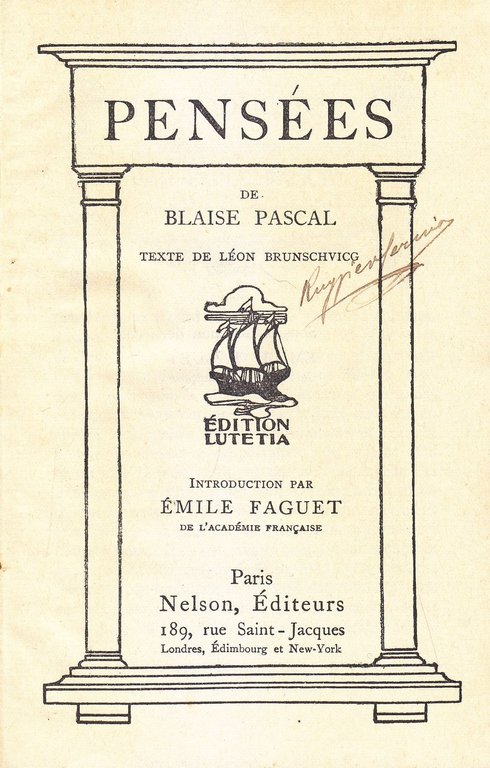 PENSÉES
DE
BLAISE PASCAL
TEXTE DE LÉON BRUNSCHVICG
ÉDITION
LUTETIA
INTRODUCTION PAR
ÉMILE FAGUET
DE L'ACADÉMIE FRANÇAISE
Paris
Nelson, Éditeurs
189, rue Saint-Jacques
Londres, Édimbourg et New-York